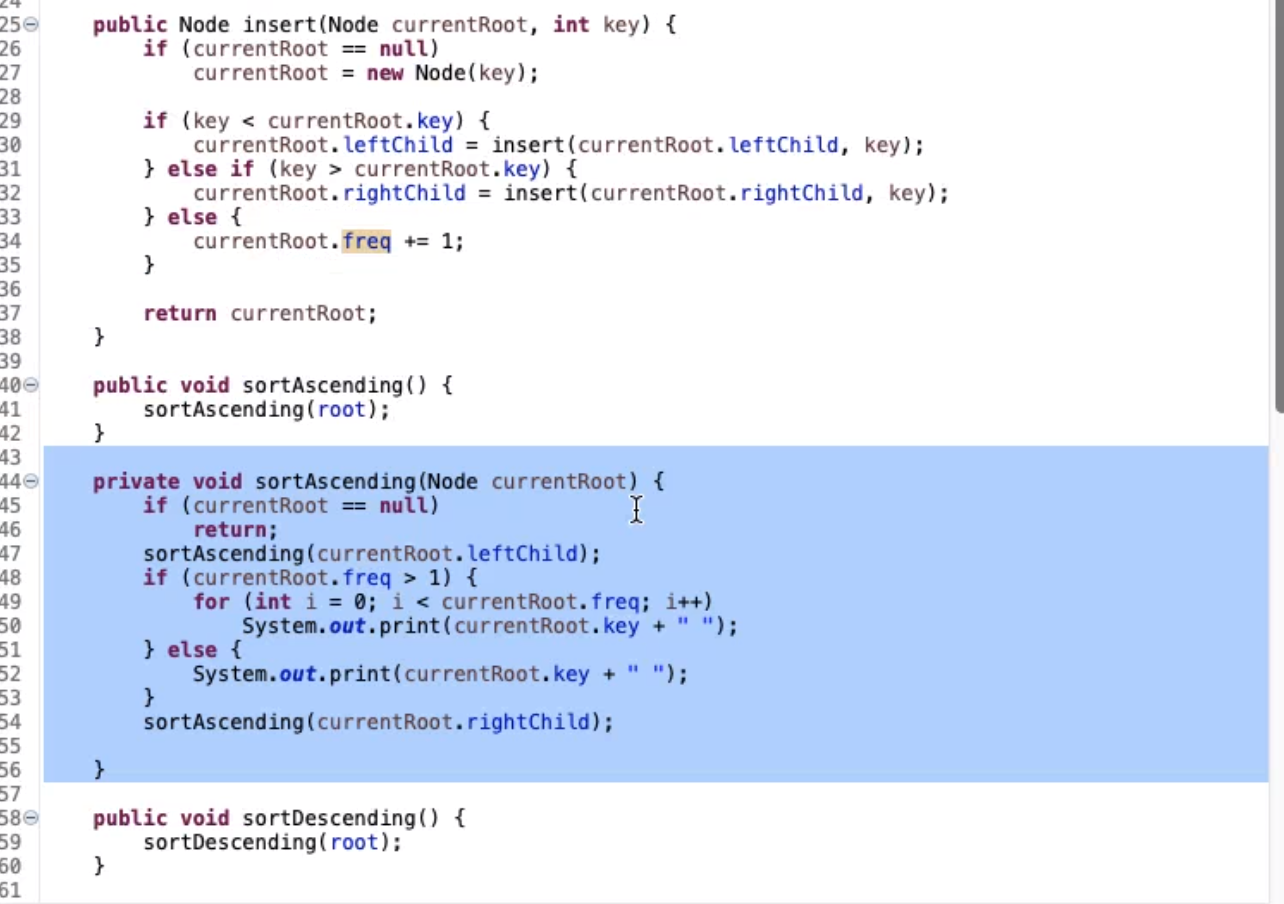 24
25 public Node insert(Node currentRoot, int key) {
26 if (currentRoot == null)
27 currentRoot = new Node(key);
28
29 if (key < currentRoot.key) {
30 currentRoot.leftChild = insert(currentRoot.leftChild, key);
31 } else if (key > currentRoot.key) {
32 currentRoot.rightChild = insert(currentRoot.rightChild, key);
33 } else {
34 currentRoot.freq += 1;
35 }
36
37 return currentRoot;
38 }
39
40 public void sortAscending() {
41 sortAscending(root);
42 }
43
44 private void sortAscending(Node currentRoot) {
45 if (currentRoot == null)
46 return;
47 sortAscending(currentRoot.leftChild);
48 if (currentRoot.freq > 1) {
49 for (int i = 0; i < currentRoot.freq; i++)
50 System.out.print(currentRoot.key + " ");
51 } else {
52 System.out.print(currentRoot.key + " ");
53 }
54 sortAscending(currentRoot.rightChild);
55
56 }
57
58 public void sortDescending() {
59 sortDescending(root);
60 }
61